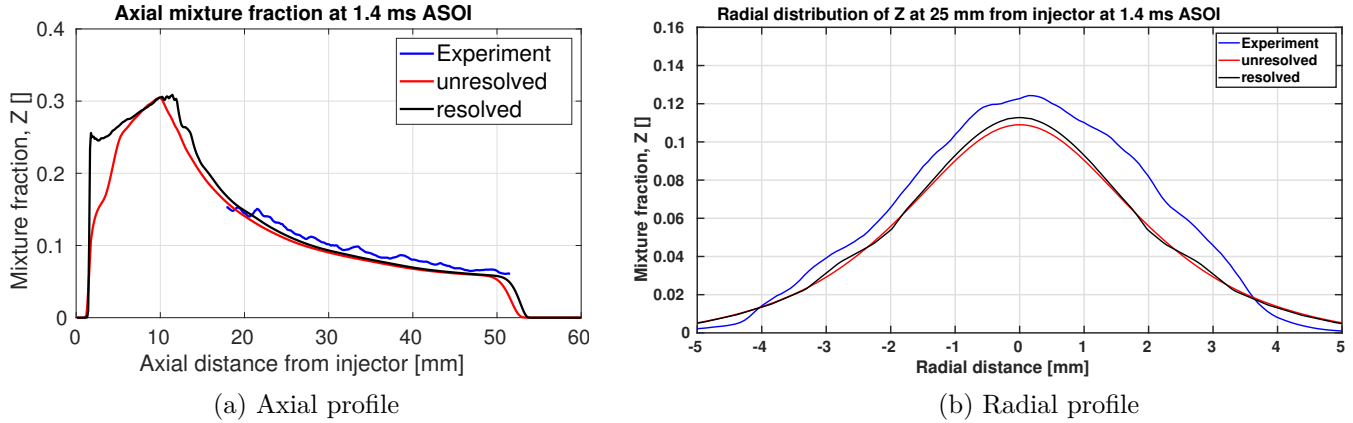 Axial mixture fraction at 1.4 ms ASOI
0.4
0.3
0.2
0.1
0
Mixture fraction, Z []
Experiment
unresolved
resolved
0 10 20 30 40 50 60
Axial distance from injector [mm]
(a) Axial profile
Radial distribution of Z at 25 mm from injector at 1.4 ms ASOI
0.16
0.14
0.12
0.1
0.08
0.06
0.04
0.02
0
Mixture fraction, Z []
Experiment
unresolved
resolved
-5 -4 -3 -2 -1 0 1 2 3 4 5
Radial distance [mm]
(b) Radial profile